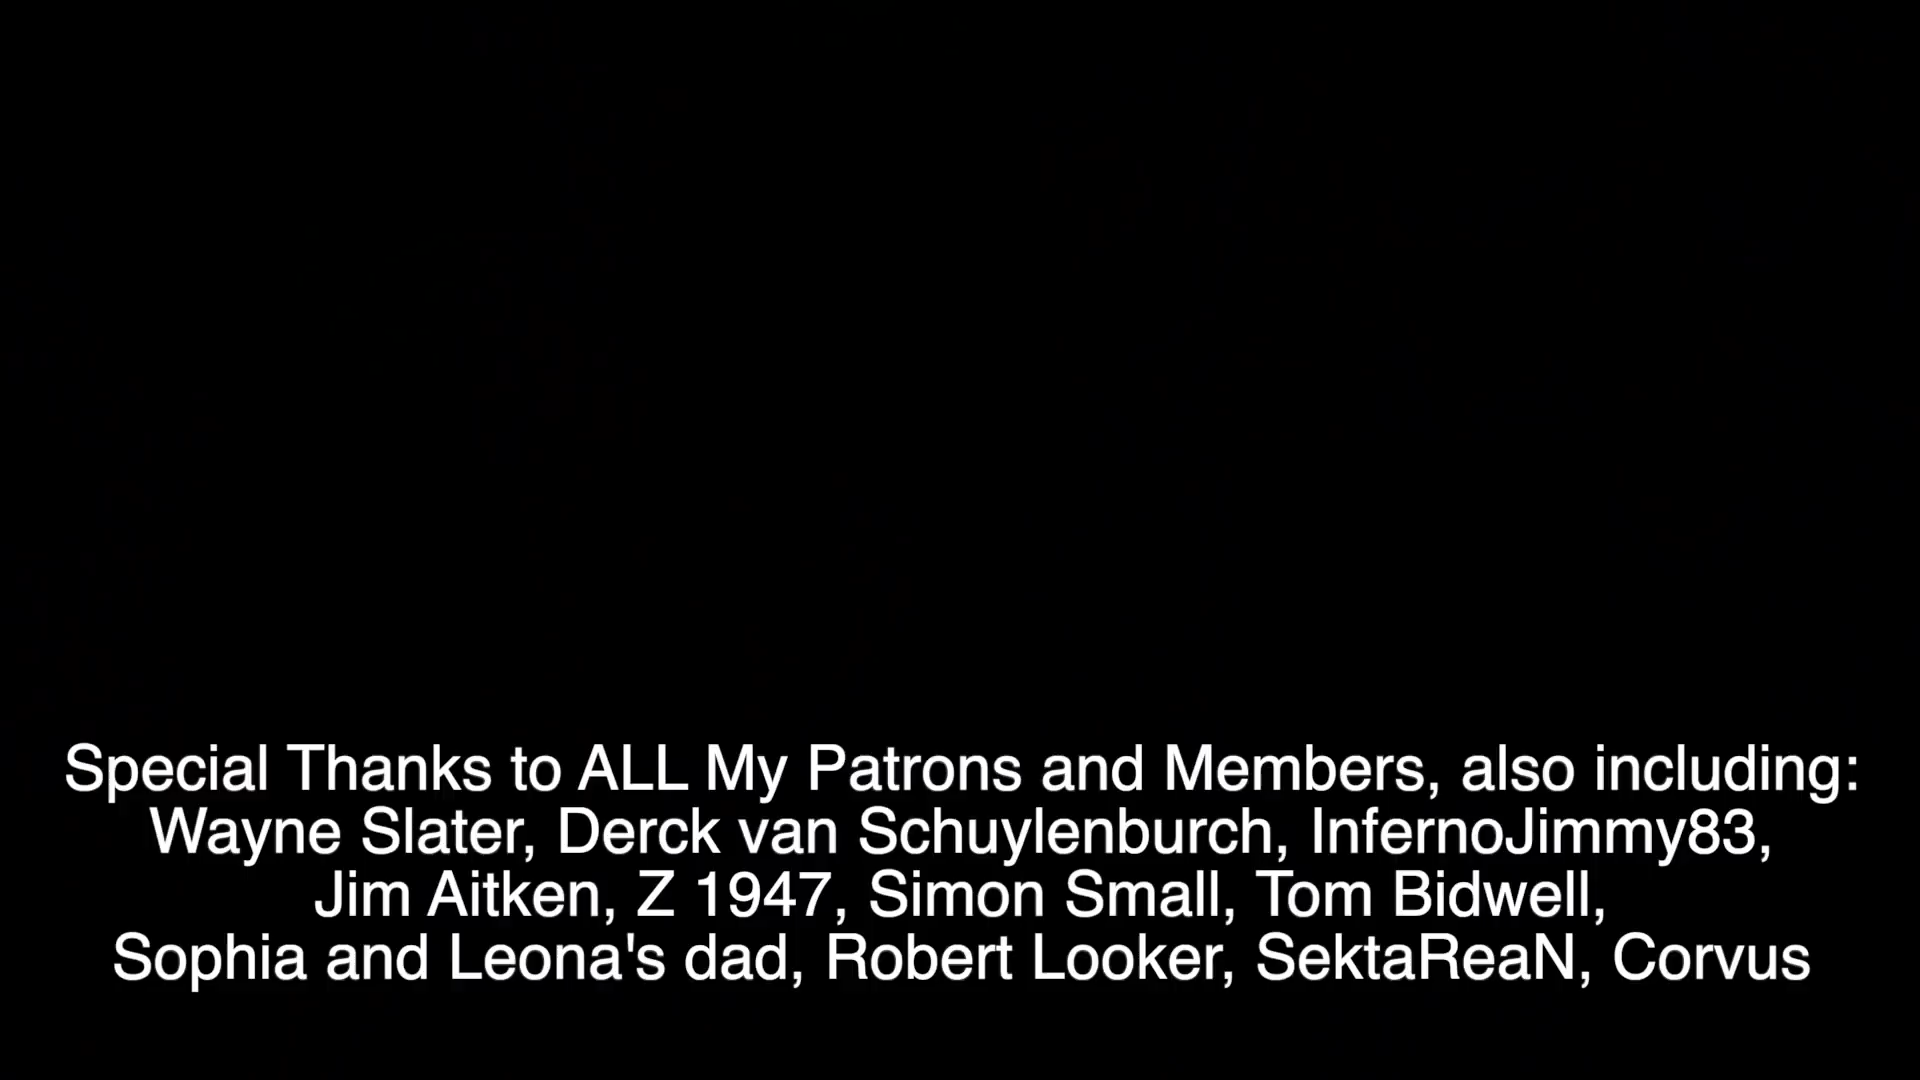 Special Thanks to ALL My Patrons and Members, also including:
Wayne Slater, Derck van Schuylenburch, InfernoJimmy83,
Jim Aitken, Z 1947, Simon Small, Tom Bidwell,
Sophia and Leona's dad, Robert Looker, SektaReaN, Corvus